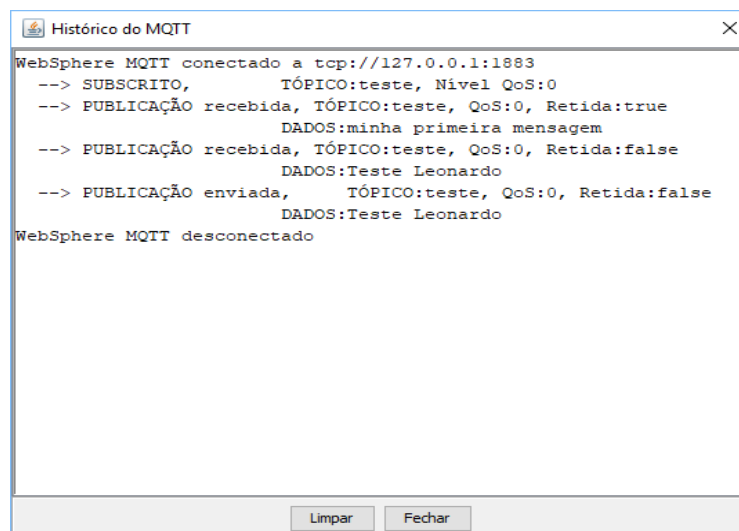 Histórico do MQTT
WebSphere MQTT conectado a tcp://127.0.0.1:1883
--> SUBSCRITO, TÓPICO:teste, Nível QoS:0
--> PUBLICAÇÃO recebida, TÓPICO:teste, QoS:0, Retida:true
DADOS:minha primeira mensagem
--> PUBLICAÇÃO recebida, TÓPICO:teste, QoS:0, Retida:false
DADOS:Teste Leonardo
--> PUBLICAÇÃO enviada, TÓPICO:teste, QoS:0, Retida:false
DADOS:Teste Leonardo
WebSphere MQTT desconectado
Limpar Fechar